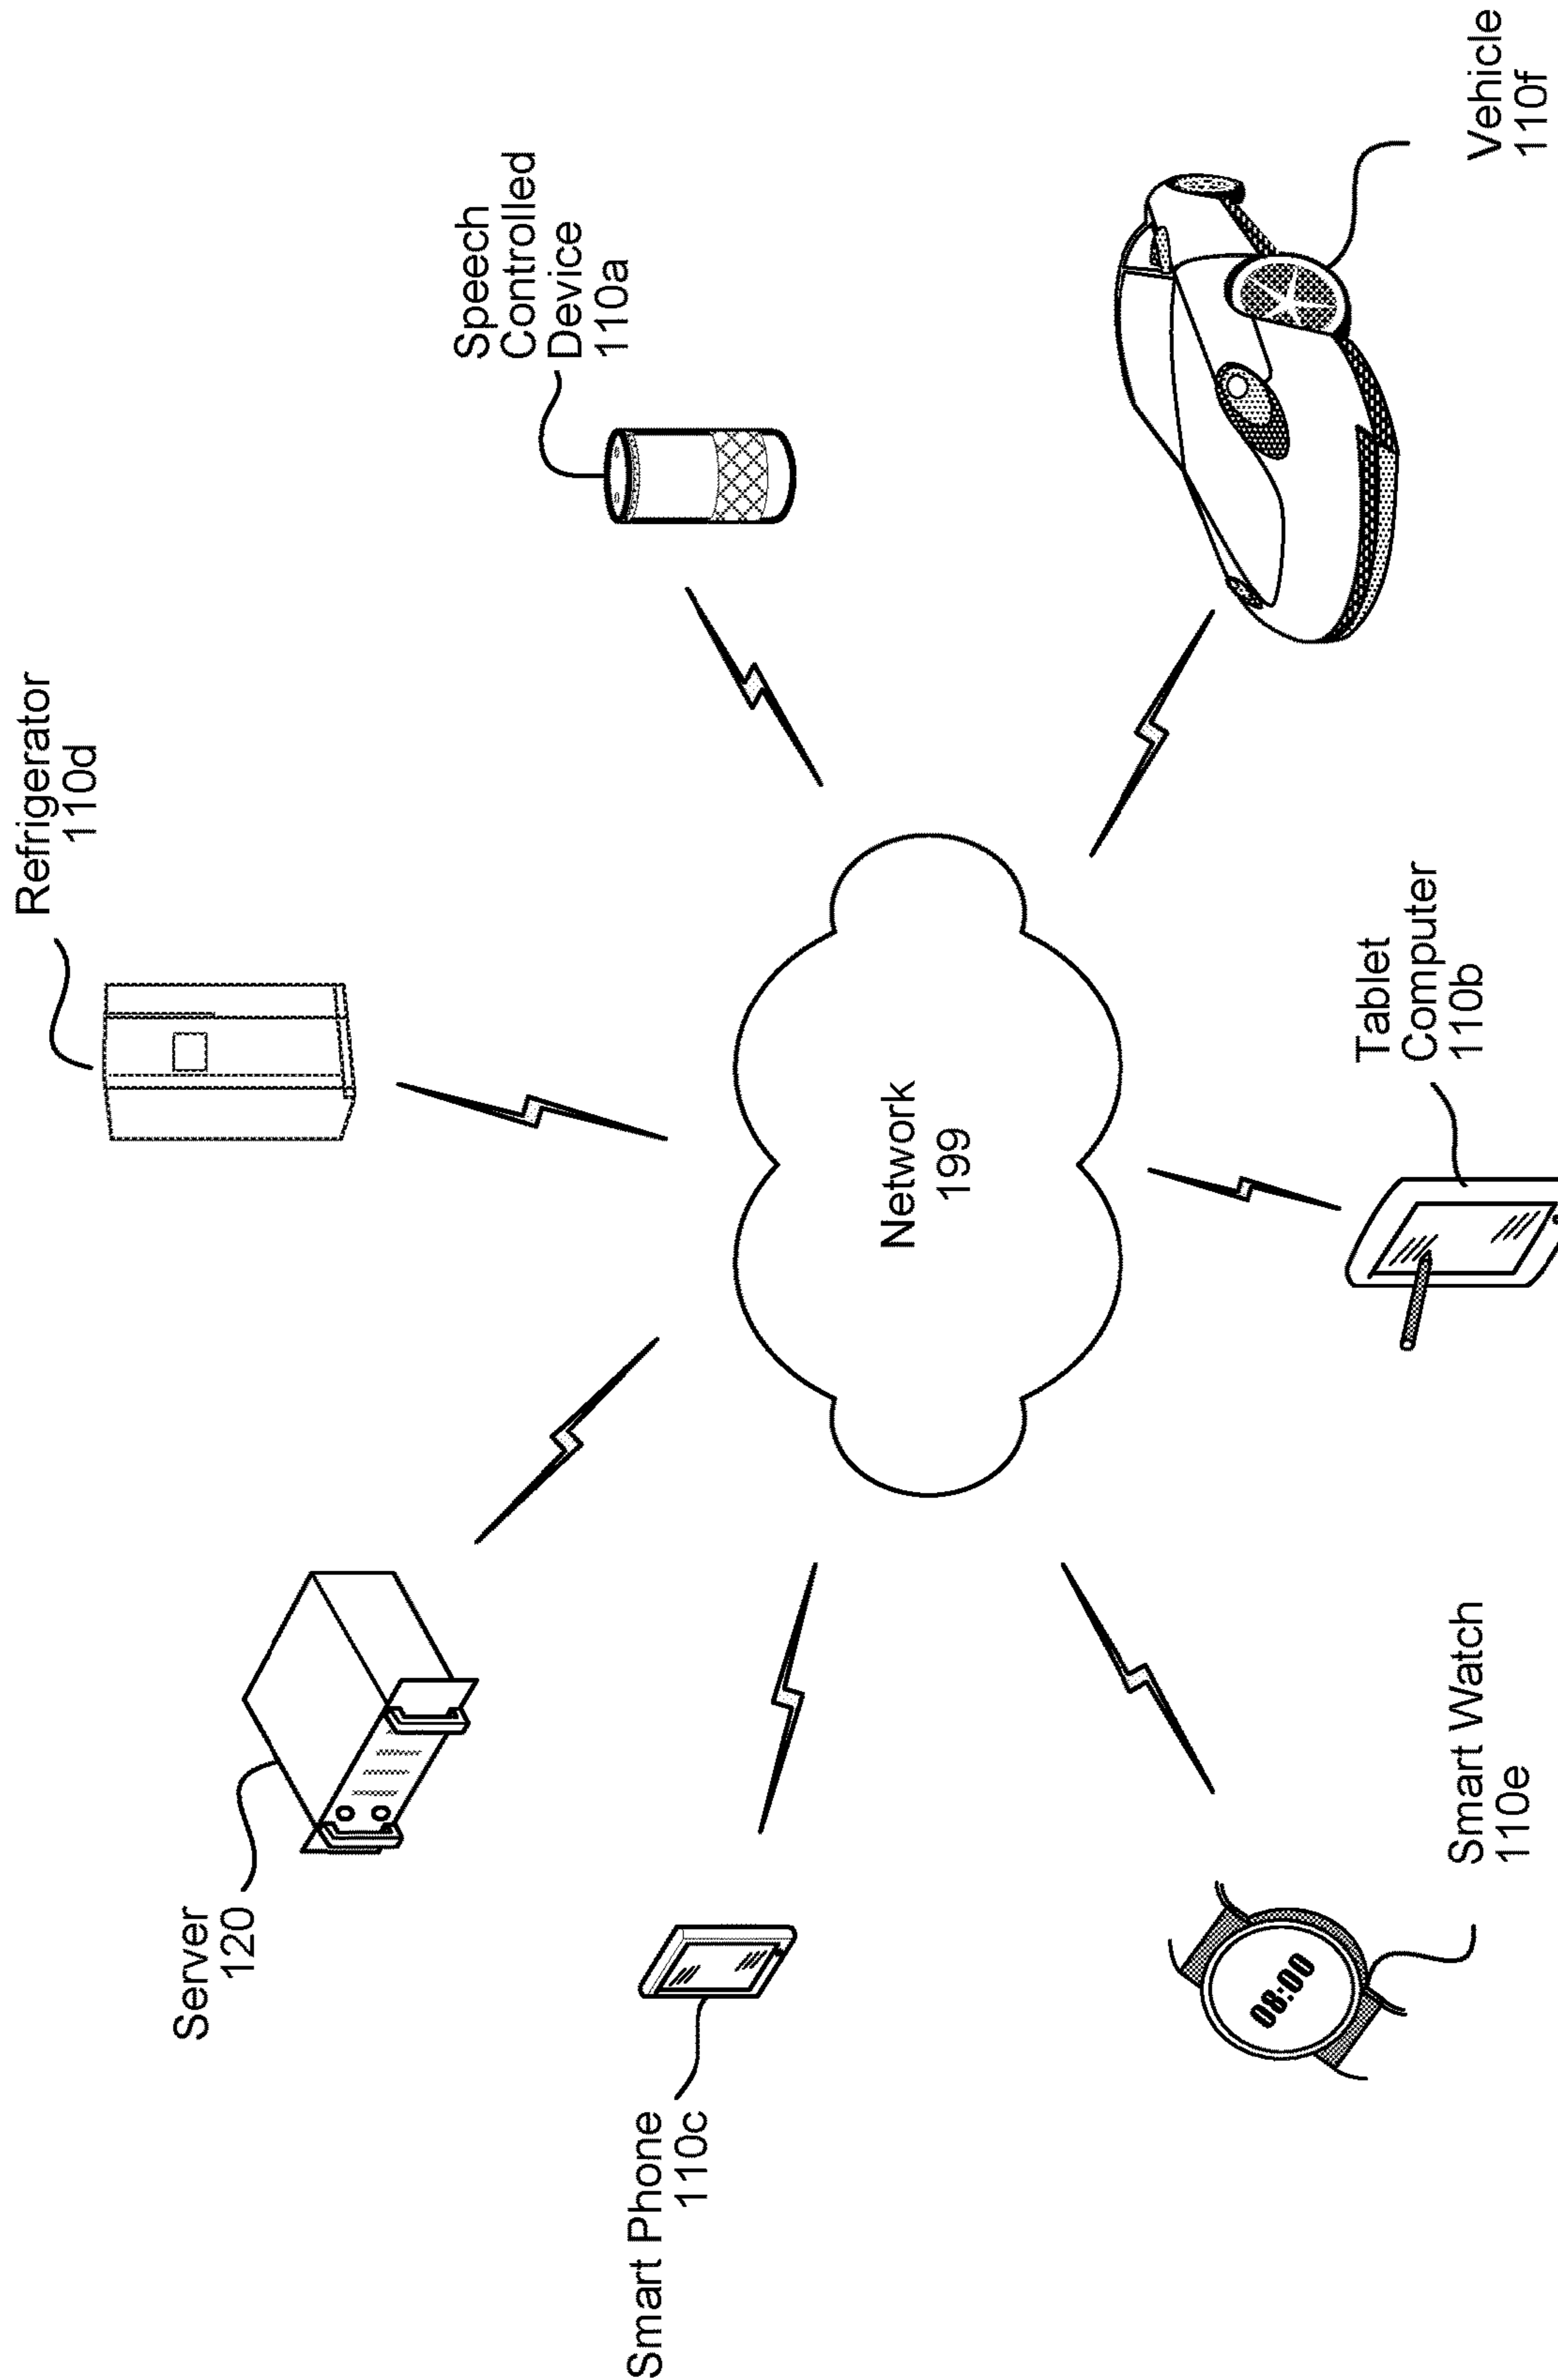 Server
120
Refrigerator
110d
Speech
Controlled
Device
110a
Smart Phone
110c
Network
199
08:00
Smart Watch
110e
Tablet
Computer
110b
Vehicle
110f